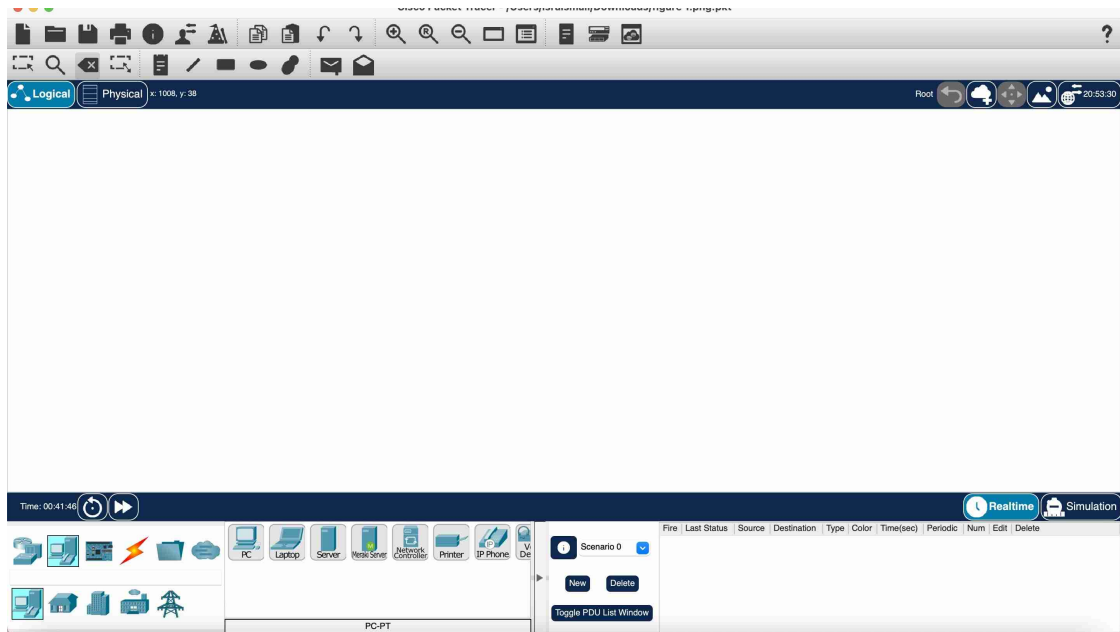 Logical
Physical
x: 1008, y: 38
Root
20:53:30
Time: 00:41:46
Realtime
Simulation
PC
Laptop
Server
Meraki Server
Network
Controller
Printer
IP Phone
PC-PT
Scenario 0
New
Delete
Toggle PDU List Window
Fire Last Status Source Destination Type Color Time(sec) Periodic Num Edit Delete